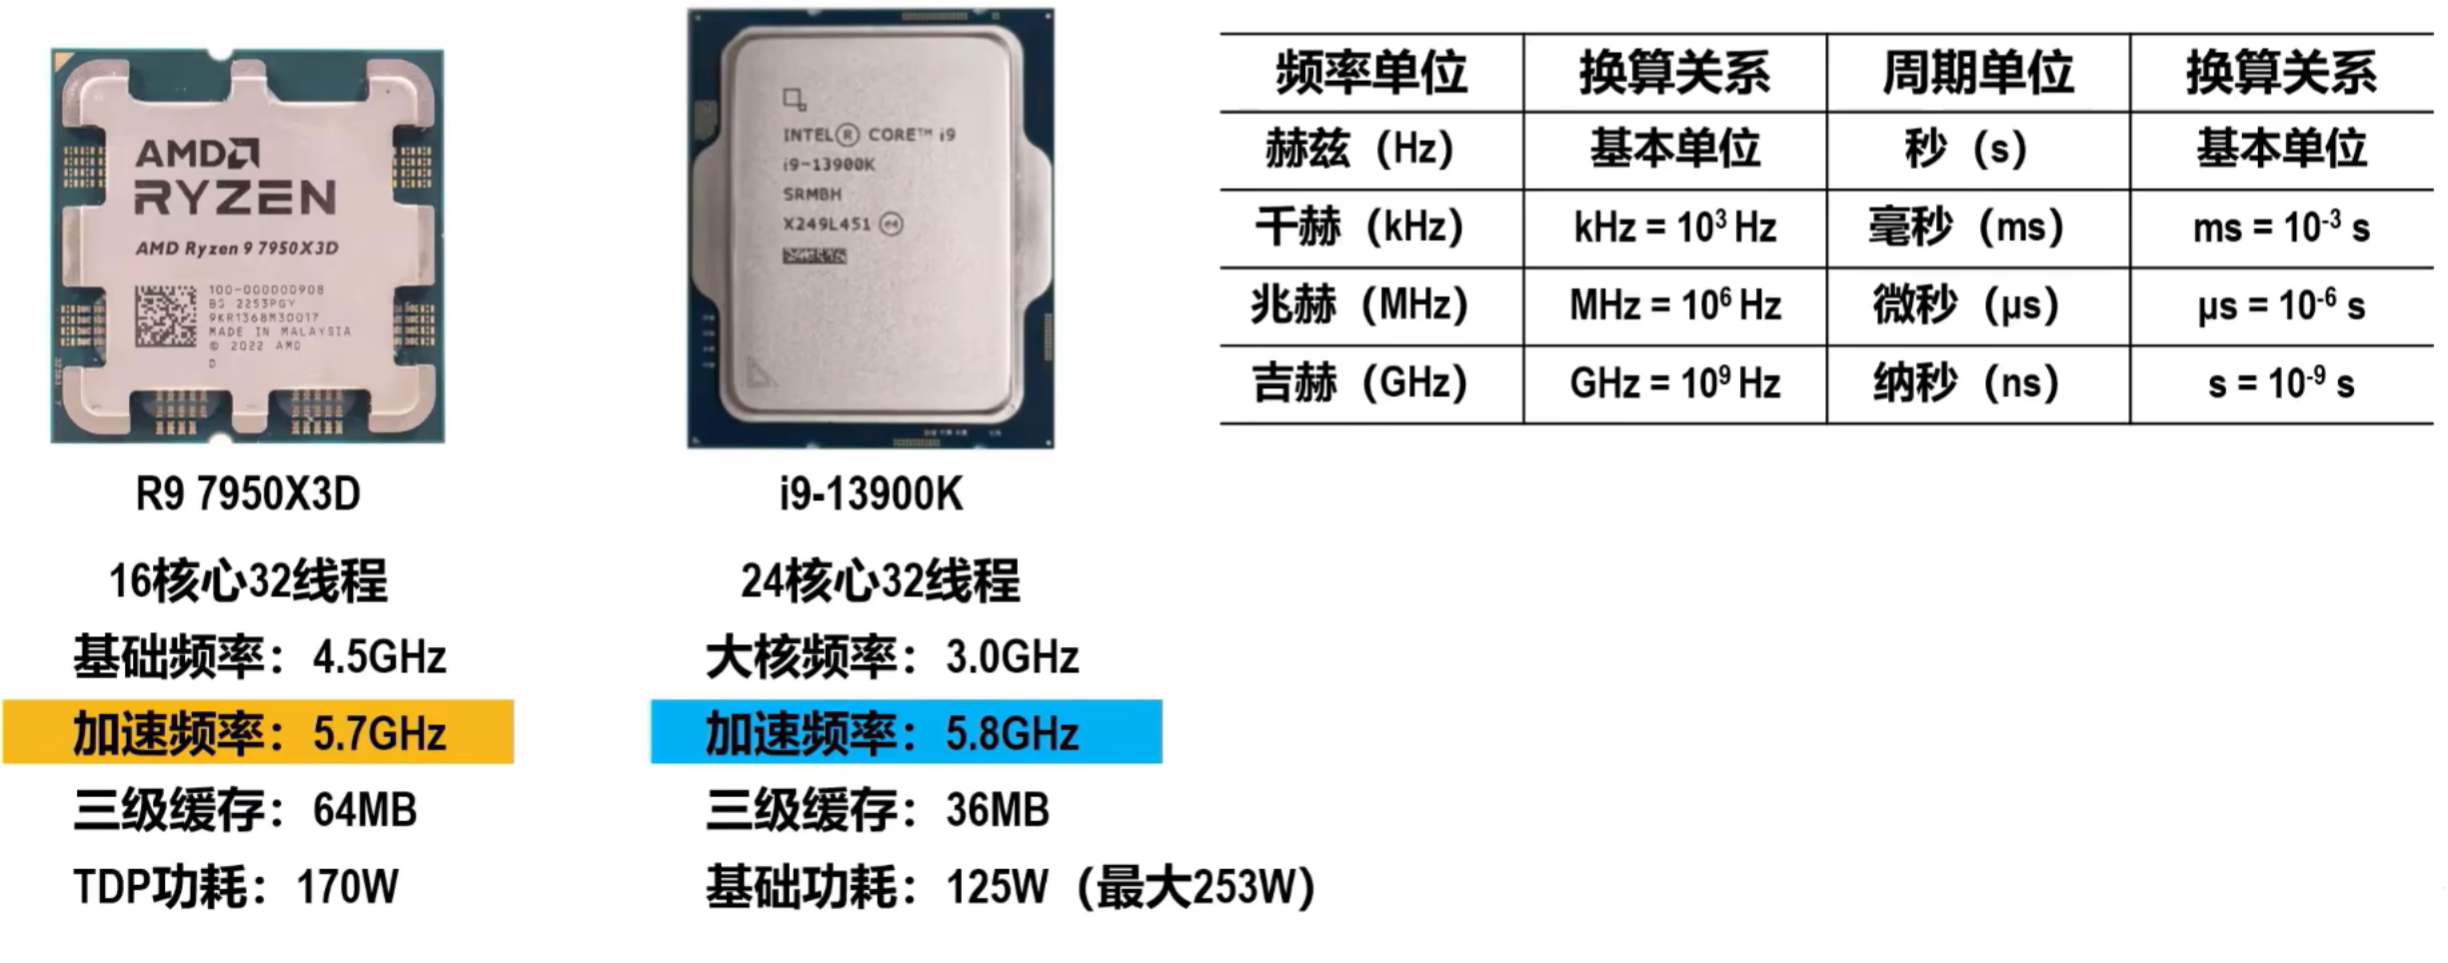 AMD
RYZEN
AMD Ryzen 9 7950X3D
100-000000908
BG 2253PGY
9KR1368M30017
MADE IN MALAYSIA
© 2022 AMD
D
INTEL® CORE™ i9
i9-13900K
SRMBH
X249L451
R9 7950X3D
16核心32线程
基础频率：4.5GHz
加速频率：5.7GHz
三级缓存：64MB
TDP功耗：170W
i9-13900K
24核心32线程
大核频率：3.0GHz
加速频率：5.8GHz
三级缓存：36MB
基础功耗：125W（最大253W）
频率单位 换算关系 周期单位 换算关系
赫兹（Hz） 基本单位 秒（s） 基本单位
千赫（kHz） kHz = 10³ Hz 毫秒（ms） ms = 10⁻³ s
兆赫（MHz） MHz = 10⁶ Hz 微秒（μs） μs = 10⁻⁶ s
吉赫（GHz） GHz = 10⁹ Hz 纳秒（ns） s = 10⁻⁹ s